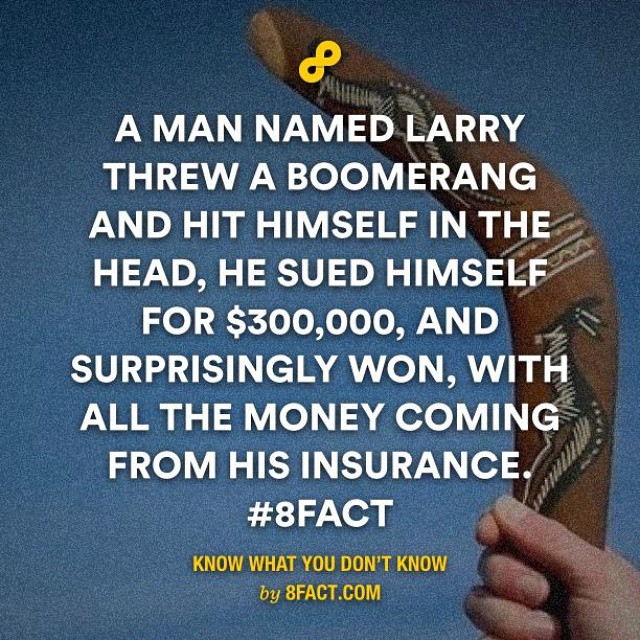 A MAN NAMED LARRY
THREW A BOOMERANG
AND HIT HIMSELF IN THE
HEAD, HE SUED HIMSELF
FOR $300,000, AND
SURPRISINGLY WON, WITH
ALL THE MONEY COMING
FROM HIS INSURANCE.
#8FACT
KNOW WHAT YOU DON'T KNOW
by 8FACT.COM